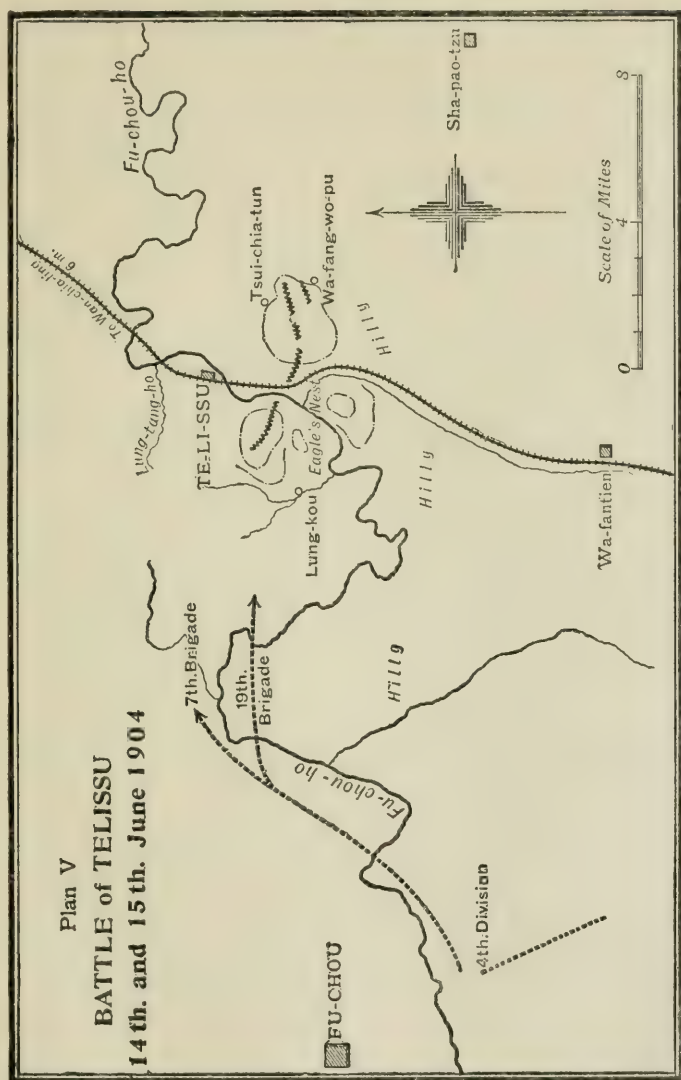 Plan V
BATTLE of TELISSU
14th. and 15th. June 1904
Fu-chou-ho
To Wan-chia-ling
6 m.
Lung-tang-ho
TE-LI-SSU
Tsui-chia-tun
Wa-fang-wo-pu
Hilly
Eagle's Nest
Lung-kou
Hilly
Sha-pao-tzu
7th. Brigade
19th.
Brigade
Hilly
Fu-chou-ho
FU-CHOU
4th. Division
Wa-fantien
Scale of Miles
0 4 8